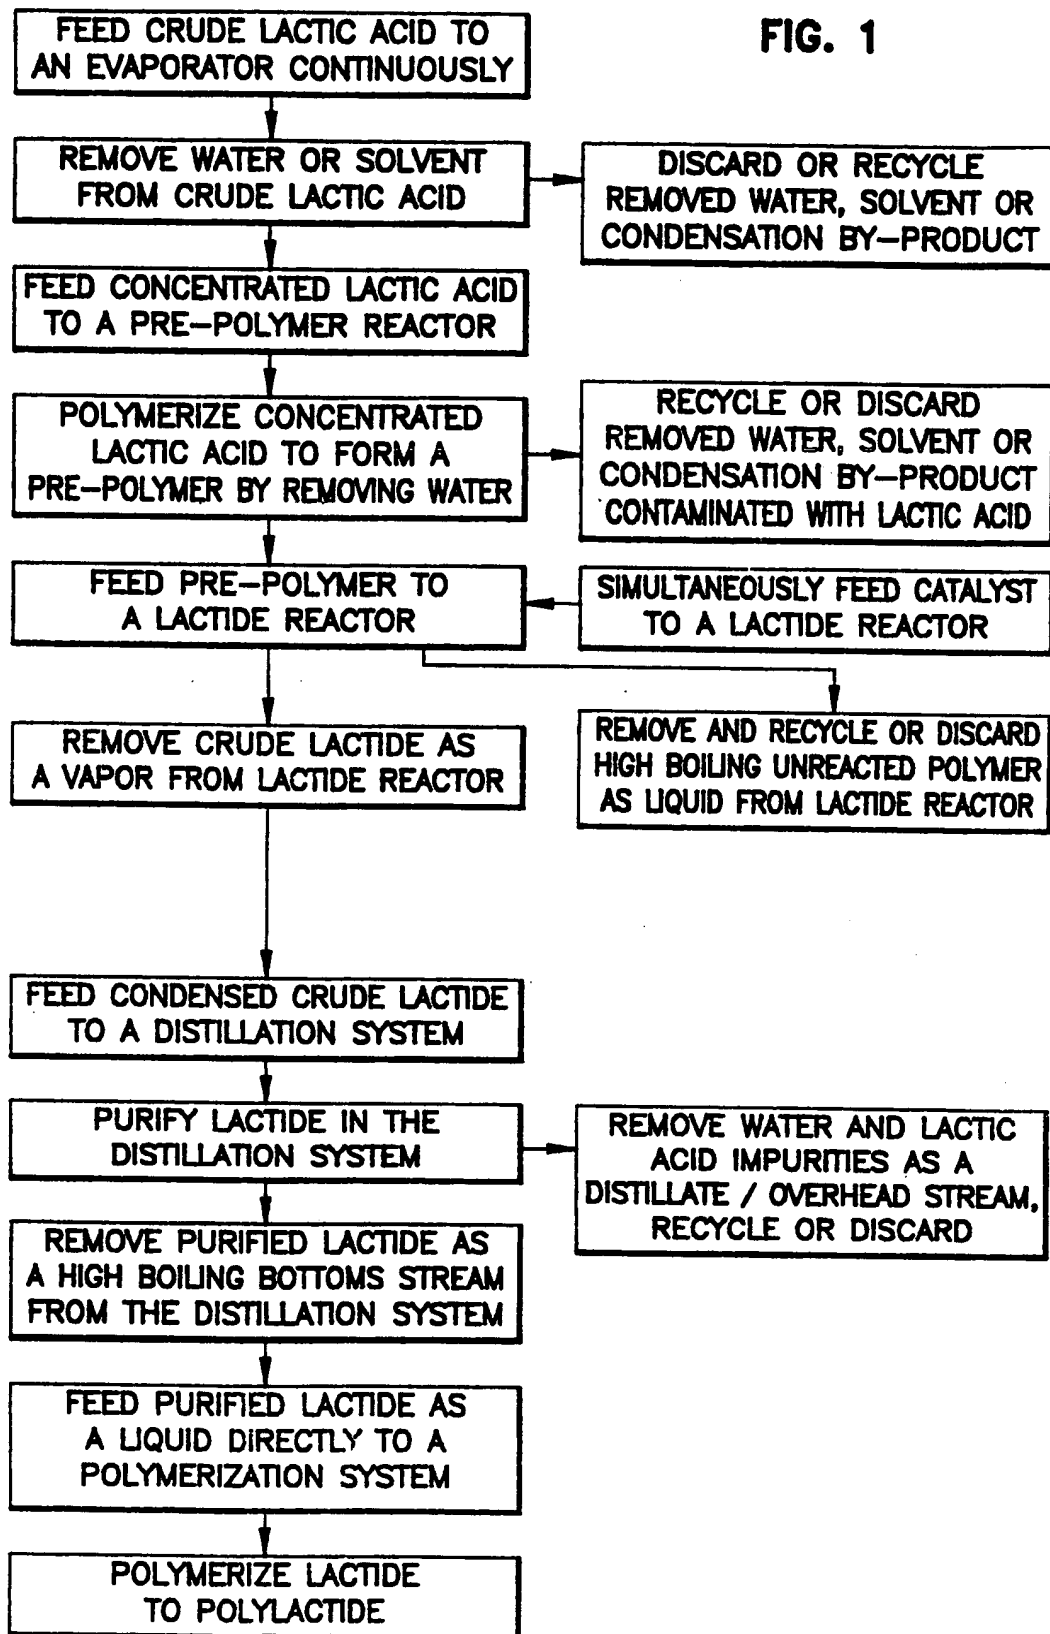 FIG. 1
FEED CRUDE LACTIC ACID TO
AN EVAPORATOR CONTINUOUSLY
REMOVE WATER OR SOLVENT
FROM CRUDE LACTIC ACID
DISCARD OR RECYCLE
REMOVED WATER, SOLVENT OR
CONDENSATION BY-PRODUCT
FEED CONCENTRATED LACTIC ACID
TO A PRE-POLYMER REACTOR
POLYMERIZE CONCENTRATED
LACTIC ACID TO FORM A
PRE-POLYMER BY REMOVING WATER
RECYCLE OR DISCARD
REMOVED WATER, SOLVENT OR
CONDENSATION BY-PRODUCT
CONTAMINATED WITH LACTIC ACID
FEED PRE-POLYMER TO
A LACTIDE REACTOR
SIMULTANEOUSLY FEED CATALYST
TO A LACTIDE REACTOR
REMOVE CRUDE LACTIDE AS
A VAPOR FROM LACTIDE REACTOR
REMOVE AND RECYCLE OR DISCARD
HIGH BOILING UNREACTED POLYMER
AS LIQUID FROM LACTIDE REACTOR
FEED CONDENSED CRUDE LACTIDE
TO A DISTILLATION SYSTEM
PURIFY LACTIDE IN THE
DISTILLATION SYSTEM
REMOVE WATER AND LACTIC
ACID IMPURITIES AS A
DISTILLATE / OVERHEAD STREAM,
RECYCLE OR DISCARD
REMOVE PURIFIED LACTIDE AS
A HIGH BOILING BOTTOMS STREAM
FROM THE DISTILLATION SYSTEM
FEED PURIFIED LACTIDE AS
A LIQUID DIRECTLY TO A
POLYMERIZATION SYSTEM
POLYMERIZE LACTIDE
TO POLYLACTIDE